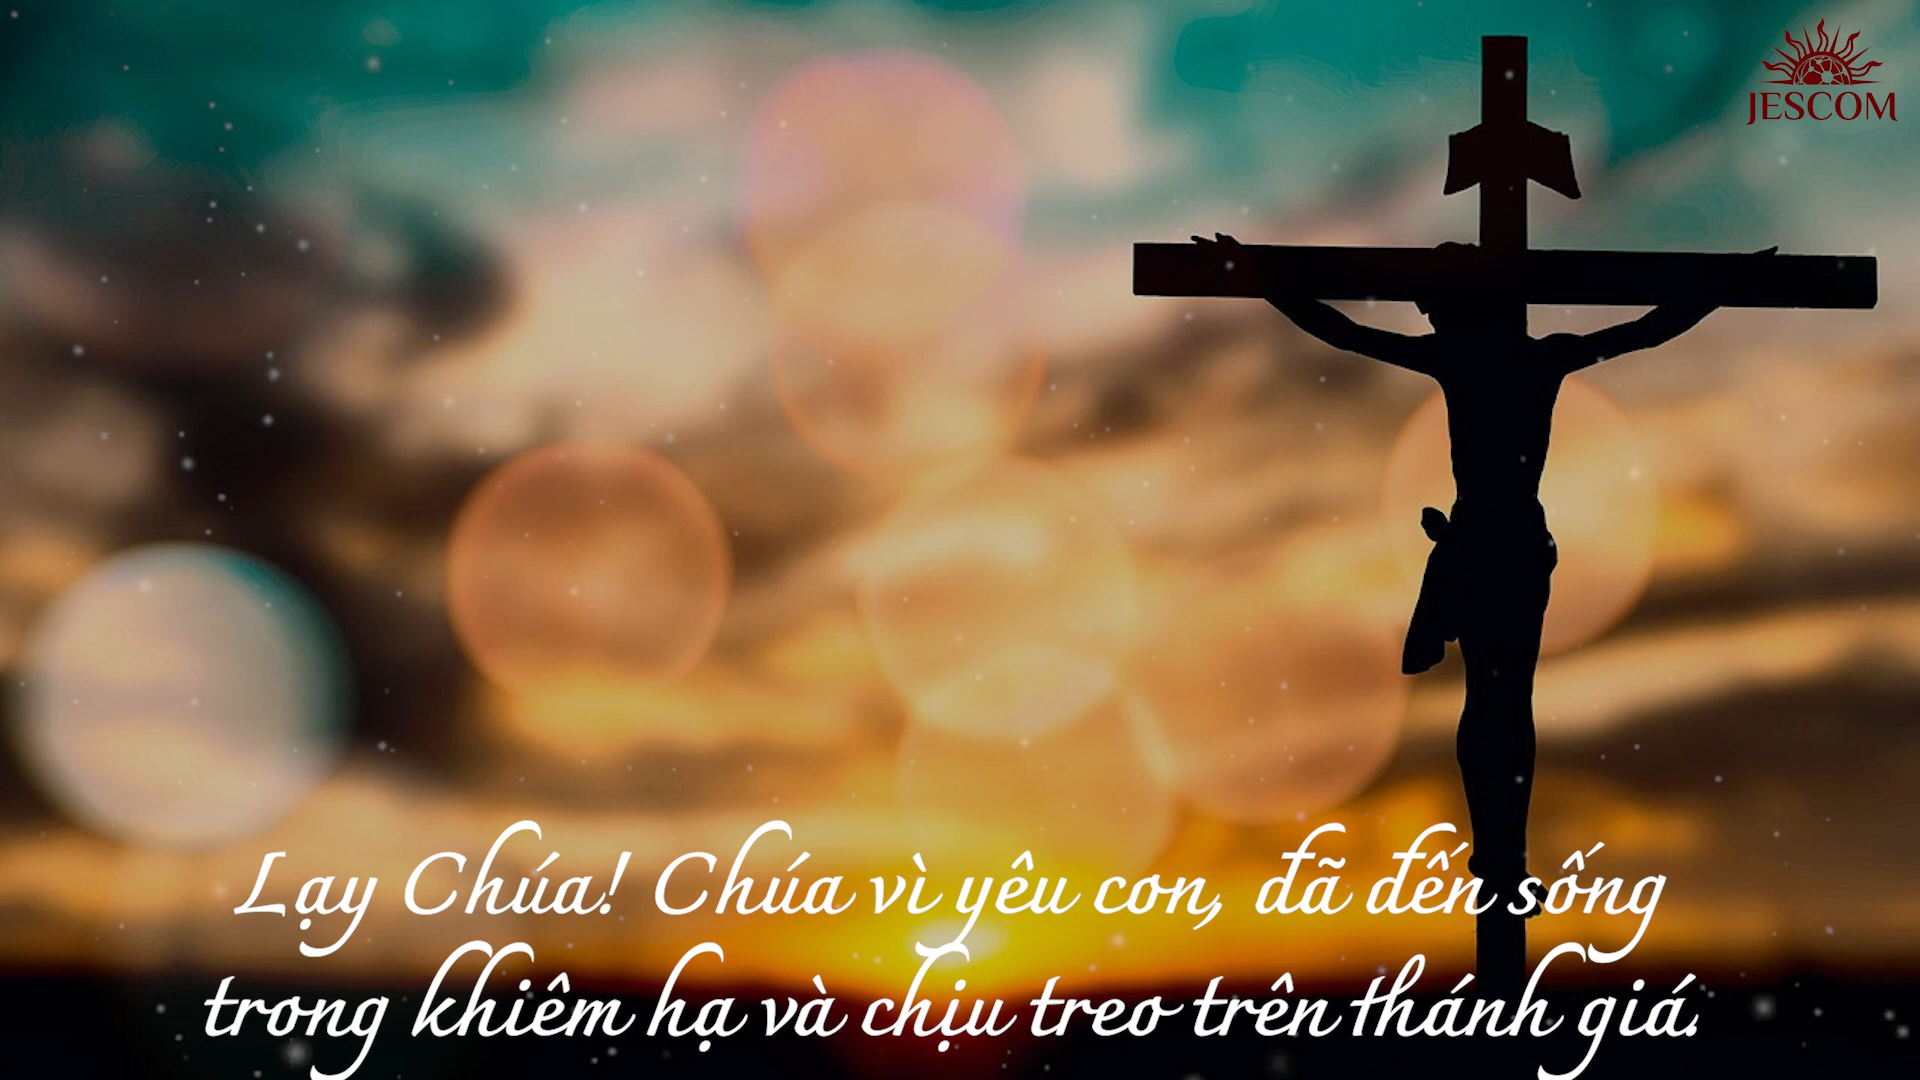 JESCOM
Lạy Chúa! Chúa vì yêu con, đã đến sống
trong khiêm hạ và chịu treo trên thánh giá.